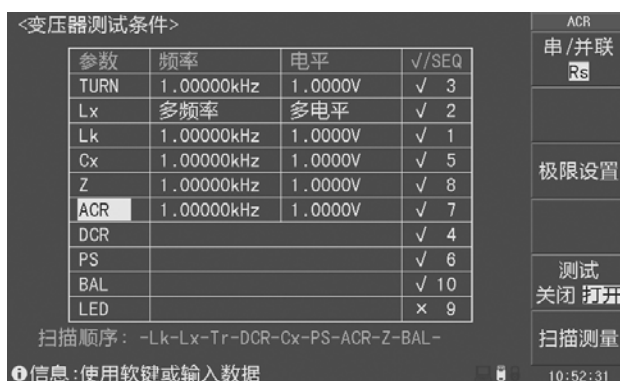 <变压器测试条件>
ACR
串/并联
Rs
参数 频率 电平 √//SEQ
TURN 1.00000kHz 1.0000V √ 3
Lx 多频率 多电平 √ 2
Lk 1.00000kHz 1.0000V √ 1
Cx 1.00000kHz 1.0000V √ 5
极限设置
Z 1.00000kHz 1.0000V √ 8
ACR 1.00000kHz 1.0000V √ 7
DCR √ 4
PS √ 6
测试
BAL √ 10
关闭 打开
LED × 9
扫描顺序: -Lk-Lx-Tr-DCR-Cx-PS-ACR-Z-BAL-
扫描测量
信息:使用软键或输入数据
10:52:31